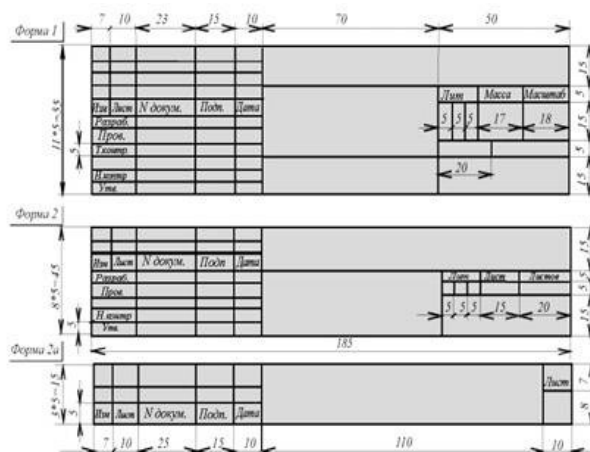 Форма 1
7 10 23 15 10 70 50
11*5=55
Изм Лист N докум. Подп. Дата
Разраб.
Пров.
Т.контр
Н.контр
Утв.
5
Лит Масса Масштаб
5 5 5 17 18
20
15
5
15
5
15
Форма 2
8*5=45
Изм Лист N докум. Подп Дата
Разраб.
Пров.
Н.контр
Утв.
5
Лист Листов
5 5 5 15 20
15
5 5
15
185
Форма 2а
5
Изм Лист N докум. Подп. Дата
Лист
7
8
7 10 25 15 10 110 10